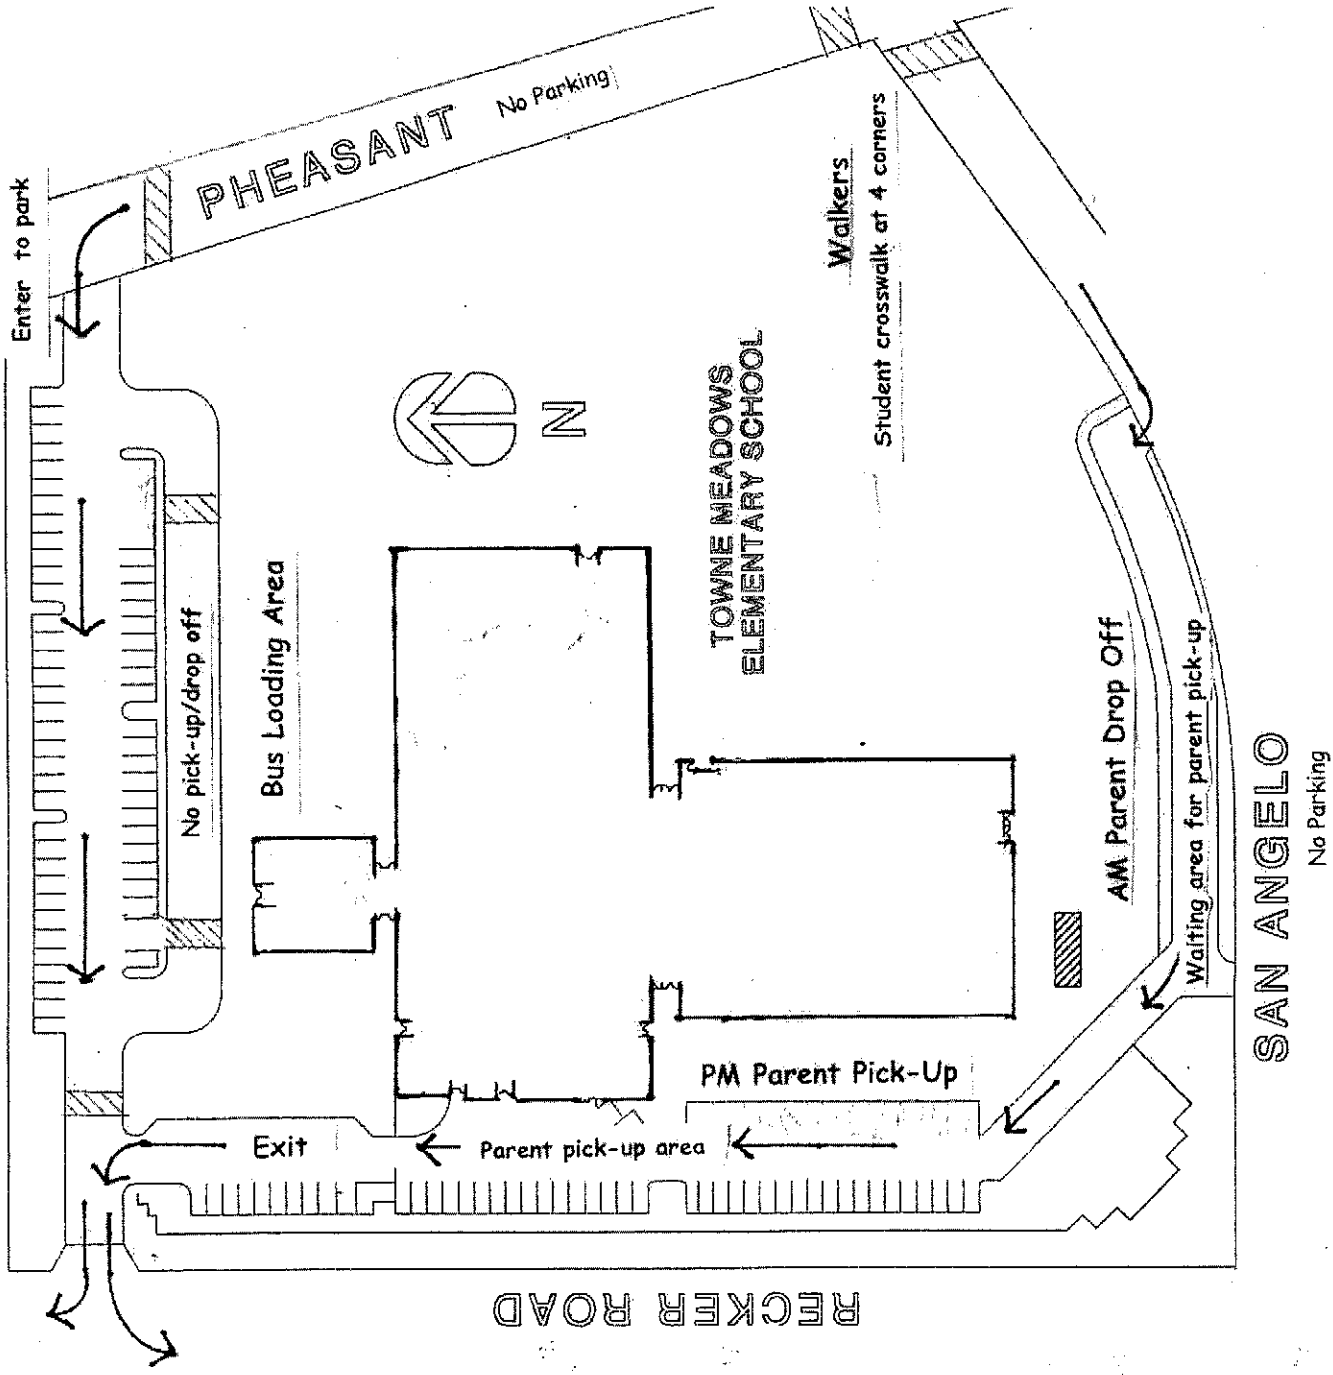 Enter to park
PHEASANT
No Parking
Walkers
Student crosswalk at 4 corners
N
TOWNE MEADOWS
ELEMENTARY SCHOOL
No pick-up/drop off
Bus Loading Area
AM Parent Drop Off
Waiting area for parent pick-up
SAN ANGELO
No Parking
PM Parent Pick-Up
Exit
Parent pick-up area
RECKER ROAD